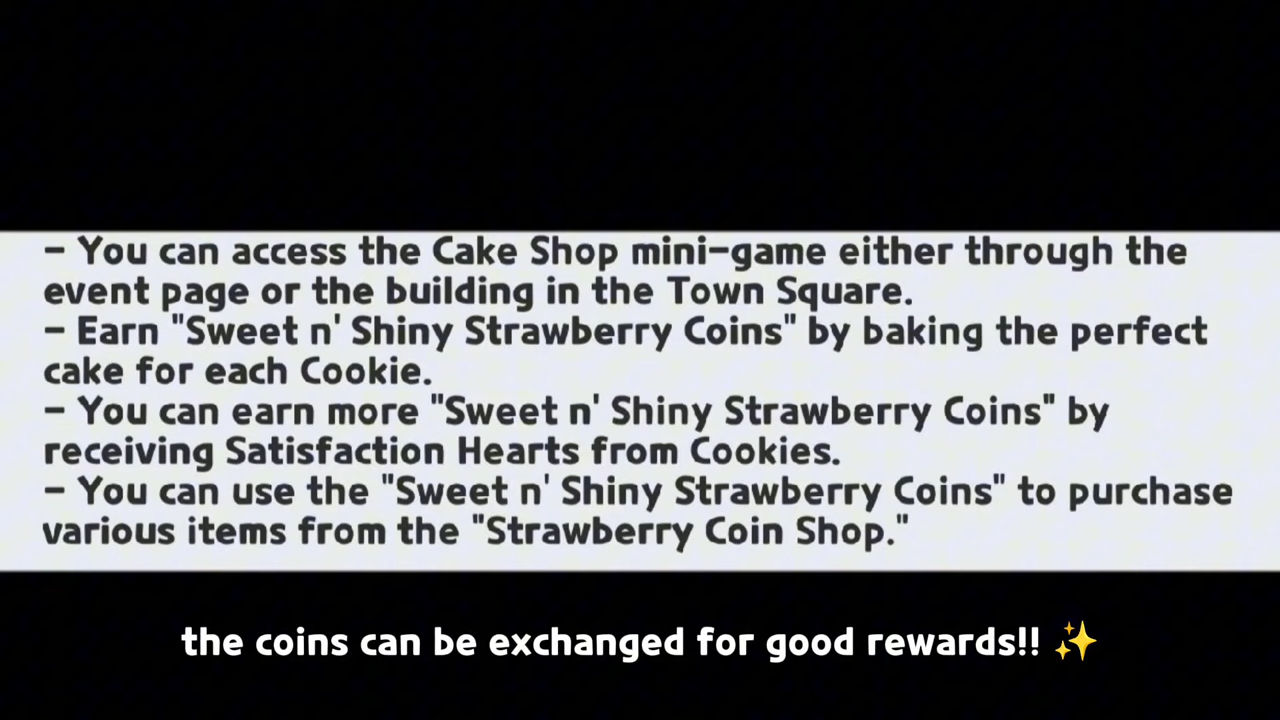 – You can access the Cake Shop mini-game either through the
event page or the building in the Town Square.
– Earn "Sweet n' Shiny Strawberry Coins" by baking the perfect
cake for each Cookie.
– You can earn more "Sweet n' Shiny Strawberry Coins" by
receiving Satisfaction Hearts from Cookies.
– You can use the "Sweet n' Shiny Strawberry Coins" to purchase
various items from the "Strawberry Coin Shop."
the coins can be exchanged for good rewards!! ✨